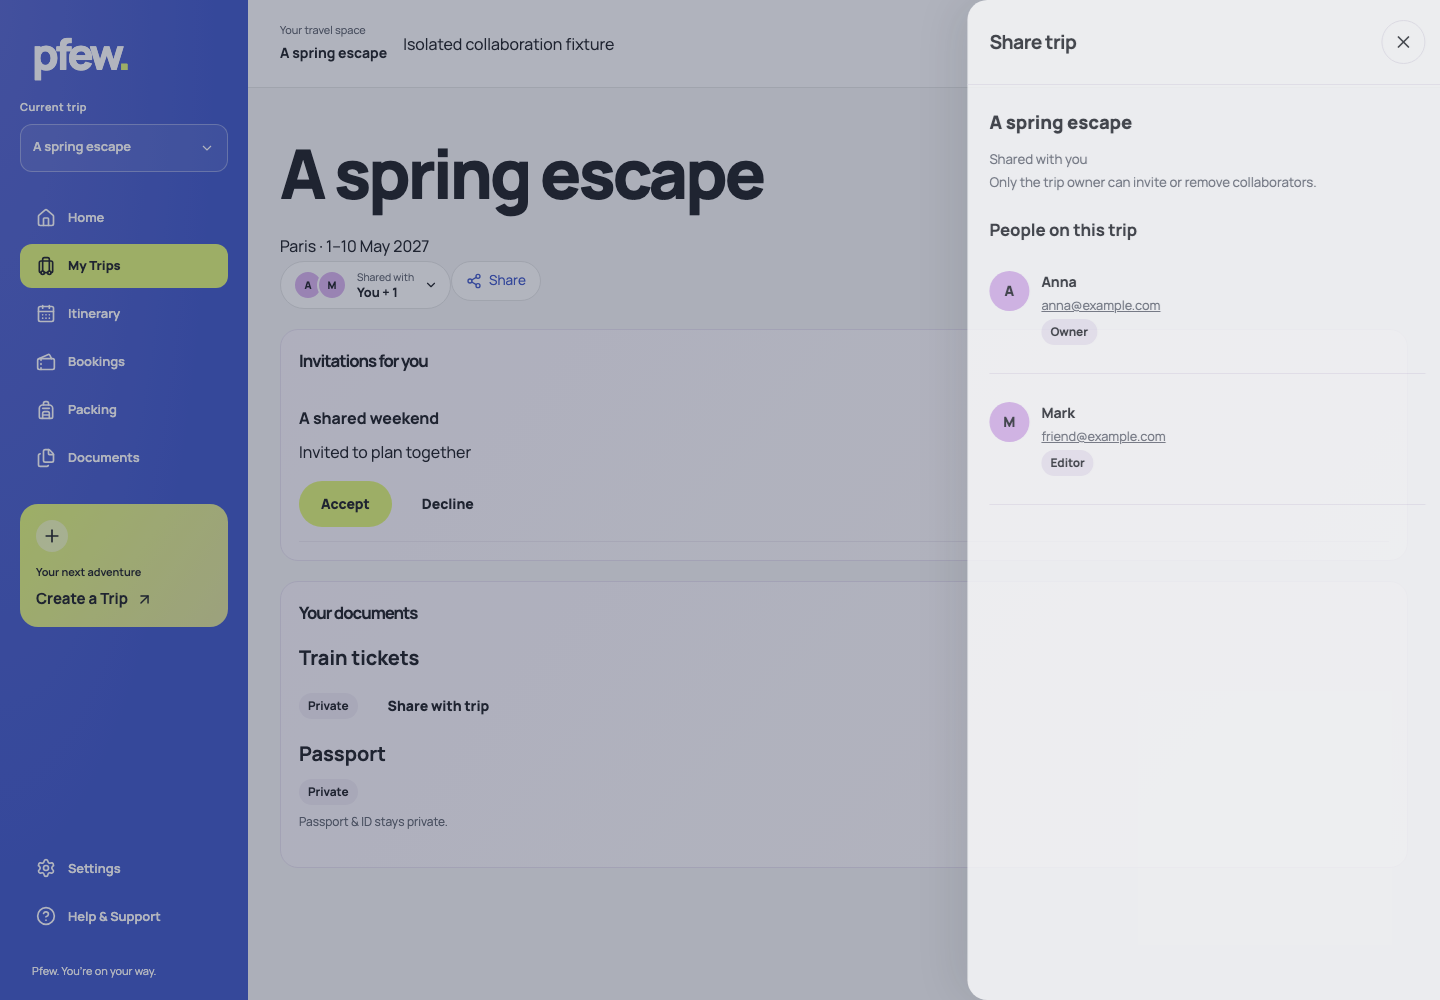 pfew.
Current trip
A spring escape
Home
My Trips
Itinerary
Bookings
Packing
Documents
Your next adventure
Create a Trip
Settings
Help & Support
Pfew. You're on your way.
Your travel space
A spring escape
Isolated collaboration fixture
A spring escape
Paris · 1–10 May 2027
A M
Shared with
You + 1
Share
Invitations for you
A shared weekend
Invited to plan together
Accept
Decline
Your documents
Train tickets
Private
Share with trip
Passport
Private
Passport & ID stays private.
Share trip
A spring escape
Shared with you
Only the trip owner can invite or remove collaborators.
People on this trip
A
Anna
anna@example.com
Owner
M
Mark
friend@example.com
Editor